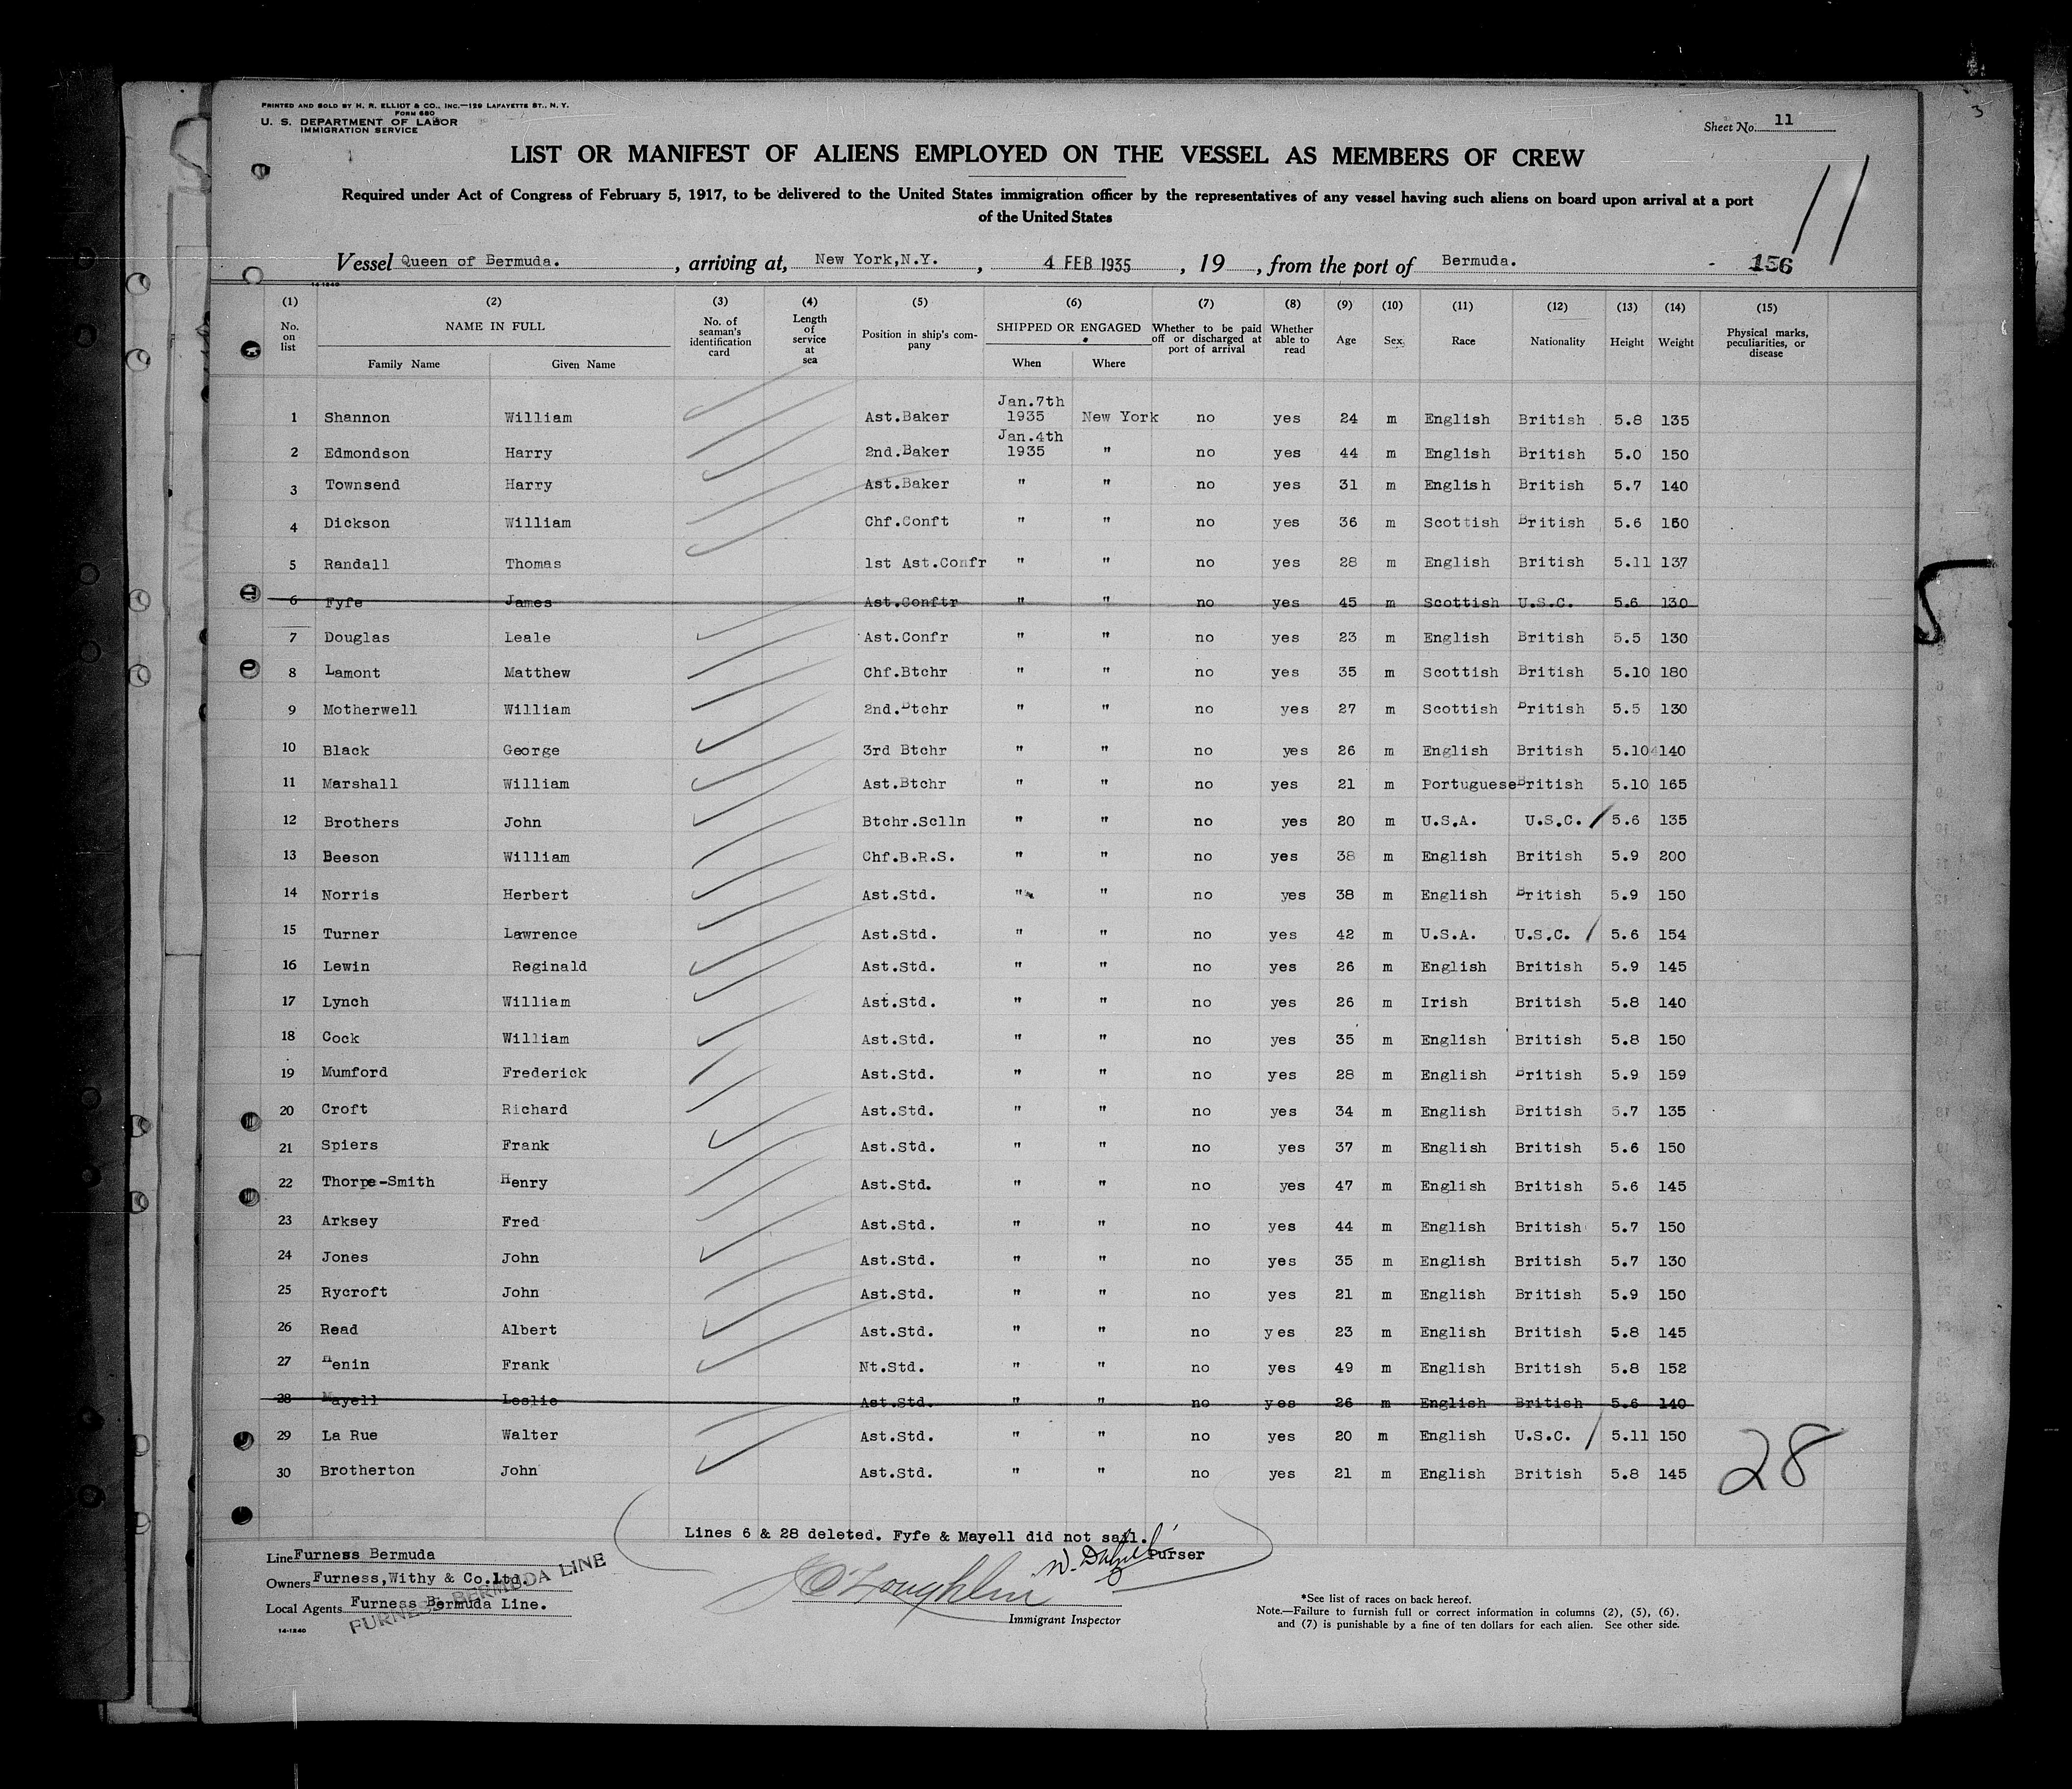 PRINTED AND SOLD BY H. R. ELLIOT & CO., INC.—129 LAFAYETTE ST., N. Y.
FORM 680
U. S. DEPARTMENT OF LABOR
IMMIGRATION SERVICE
Sheet No. 11
3
LIST OR MANIFEST OF ALIENS EMPLOYED ON THE VESSEL AS MEMBERS OF CREW
11
Required under Act of Congress of February 5, 1917, to be delivered to the United States immigration officer by the representatives of any vessel having such aliens on board upon arrival at a port
of the United States
Vessel Queen of Bermuda. , arriving at, New York,N.Y. , 4 FEB 1935 , 19 , from the port of Bermuda. - 156
14-1240
(1) (2) (3) (4) (5) (6) (7) (8) (9) (10) (11) (12) (13) (14) (15)
No. on list NAME IN FULL Family Name Given Name No. of seaman's identification card Length of service at sea Position in ship's company SHIPPED OR ENGAGED * When Where Whether to be paid off or discharged at port of arrival Whether able to read Age Sex Race Nationality Height Weight Physical marks, peculiarities, or disease
1 Shannon William Ast.Baker Jan.7th 1935 New York no yes 24 m English British 5.8 135
2 Edmondson Harry 2nd.Baker Jan.4th 1935 " no yes 44 m English British 5.0 150
3 Townsend Harry Ast.Baker " " no yes 31 m English British 5.7 140
4 Dickson William Chf.Conft " " no yes 36 m Scottish British 5.6 160
5 Randall Thomas 1st Ast.Confr " " no yes 28 m English British 5.11 137
6 Fyfe James Ast.Conftr " " no yes 45 m Scottish U.S.C. 5.6 130
7 Douglas Leale Ast.Confr " " no yes 23 m English British 5.5 130
8 Lamont Matthew Chf.Btchr " " no yes 35 m Scottish British 5.10 180
9 Motherwell William 2nd.Btchr " " no yes 27 m Scottish British 5.5 130
10 Black George 3rd Btchr " " no yes 26 m English British 5.10 140
11 Marshall William Ast.Btchr " " no yes 21 m Portuguese British 5.10 165
12 Brothers John Btchr.Sclln " " no yes 20 m U.S.A. U.S.C. / 5.6 135
13 Beeson William Chf.B.R.S. " " no yes 38 m English British 5.9 200
14 Norris Herbert Ast.Std. " " no yes 38 m English British 5.9 150
15 Turner Lawrence Ast.Std. " " no yes 42 m U.S.A. U.S.C. / 5.6 154
16 Lewin Reginald Ast.Std. " " no yes 26 m English British 5.9 145
17 Lynch William Ast.Std. " " no yes 26 m Irish British 5.8 140
18 Cock William Ast.Std. " " no yes 35 m English British 5.8 150
19 Mumford Frederick Ast.Std. " " no yes 28 m English British 5.9 159
20 Croft Richard Ast.Std. " " no yes 34 m English British 5.7 135
21 Spiers Frank Ast.Std. " " no yes 37 m English British 5.6 150
22 Thorpe-Smith Henry Ast.Std. " " no yes 47 m English British 5.6 145
23 Arksey Fred Ast.Std. " " no yes 44 m English British 5.7 150
24 Jones John Ast.Std. " " no yes 35 m English British 5.7 130
25 Rycroft John Ast.Std. " " no yes 21 m English British 5.9 150
26 Read Albert Ast.Std. " " no yes 23 m English British 5.8 145
27 Henin Frank Nt.Std. " " no yes 49 m English British 5.8 152
28 Mayell Leslie Ast.Std. " " no yes 26 m English British 5.6 140
29 La Rue Walter Ast.Std. " " no yes 20 m English U.S.C. / 5.11 150
30 Brotherton John Ast.Std. " " no yes 21 m English British 5.8 145
28
Lines 6 & 28 deleted. Fyfe & Mayell did not sail.
Purser
Line Furness Bermuda
Owners Furness,Withy & Co.ltd.
Local Agents Furness Bermuda Line.
FURNESS BERMUDA LINE
14-1240
O'Loughlin
Immigrant Inspector
*See list of races on back hereof.
Note.—Failure to furnish full or correct information in columns (2), (5), (6),
and (7) is punishable by a fine of ten dollars for each alien. See other side.